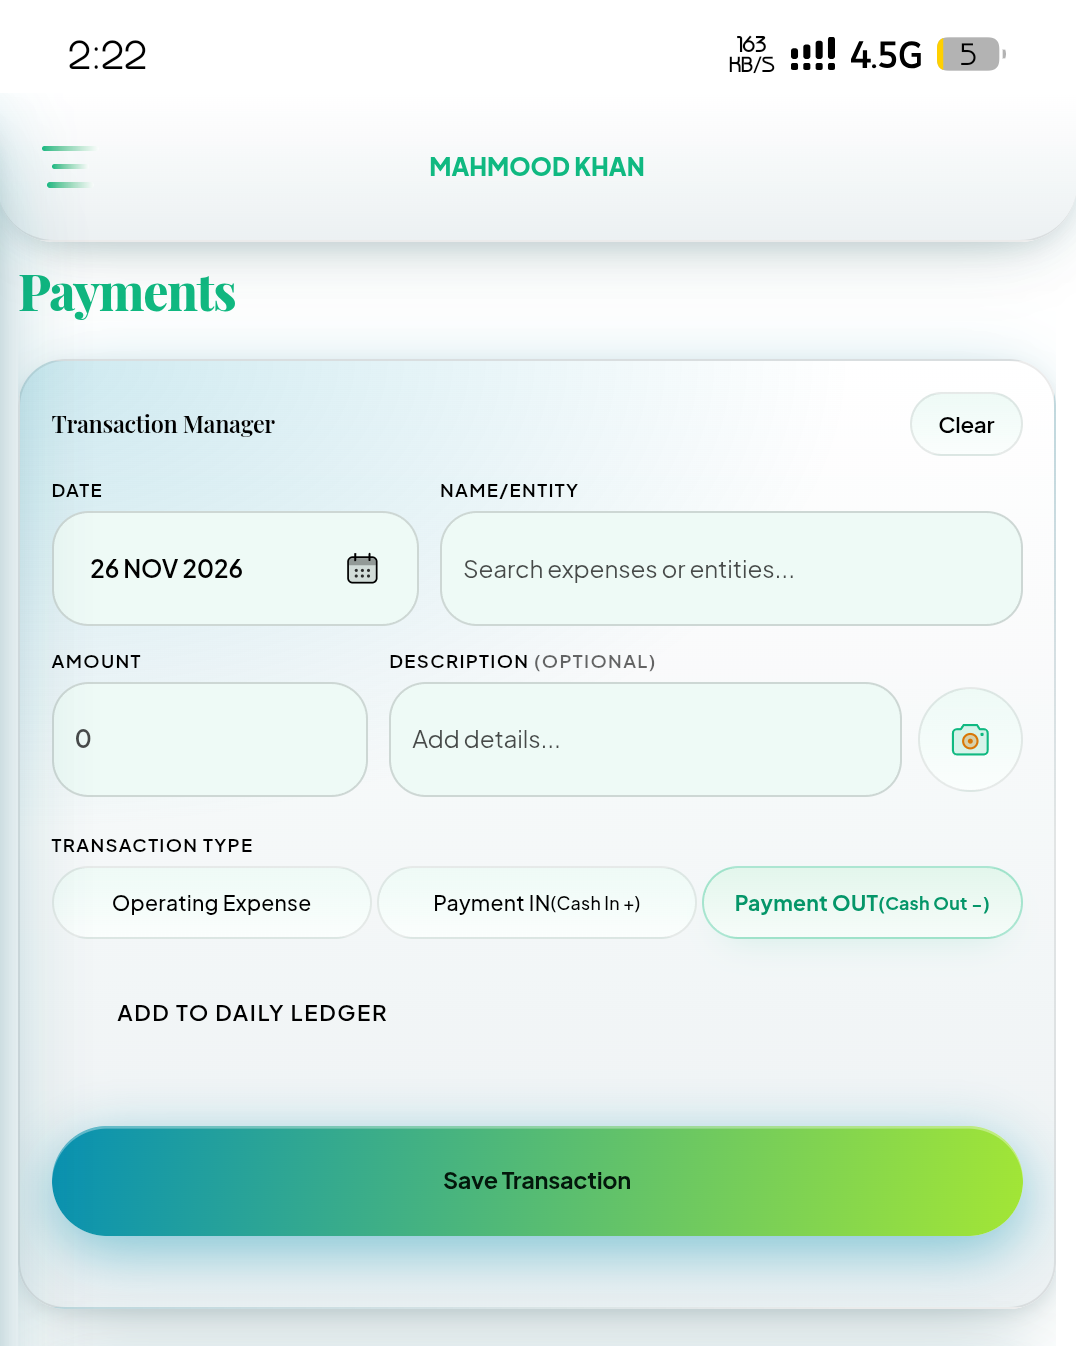 2:22
163 KB/S 4.5G 5
MAHMOOD KHAN
Payments
Transaction Manager
Clear
DATE
NAME/ENTITY
26 NOV 2026
Search expenses or entities...
AMOUNT
DESCRIPTION (OPTIONAL)
0
Add details...
TRANSACTION TYPE
Operating Expense
Payment IN(Cash In +)
Payment OUT(Cash Out −)
ADD TO DAILY LEDGER
Save Transaction